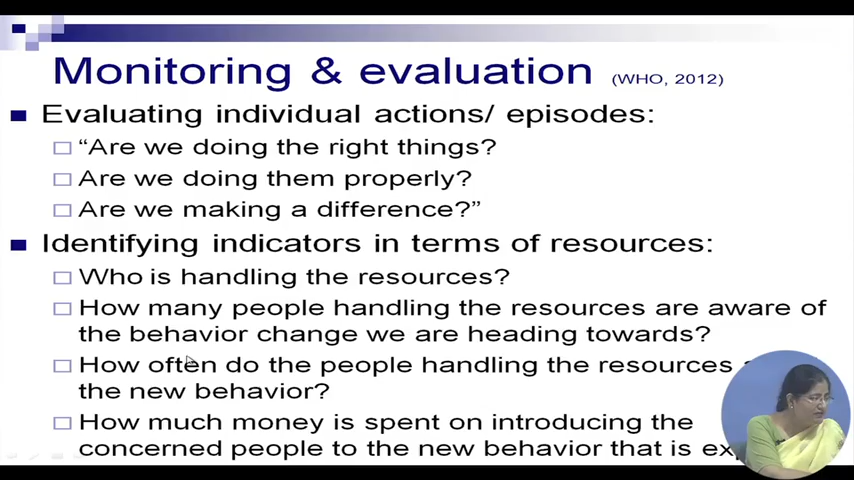 Monitoring & evaluation (WHO, 2012)
Evaluating individual actions/ episodes:
“Are we doing the right things?
Are we doing them properly?
Are we making a difference?”
Identifying indicators in terms of resources:
Who is handling the resources?
How many people handling the resources are aware of
the behavior change we are heading towards?
How often do the people handling the resources
the new behavior?
How much money is spent on introducing the
concerned people to the new behavior that is